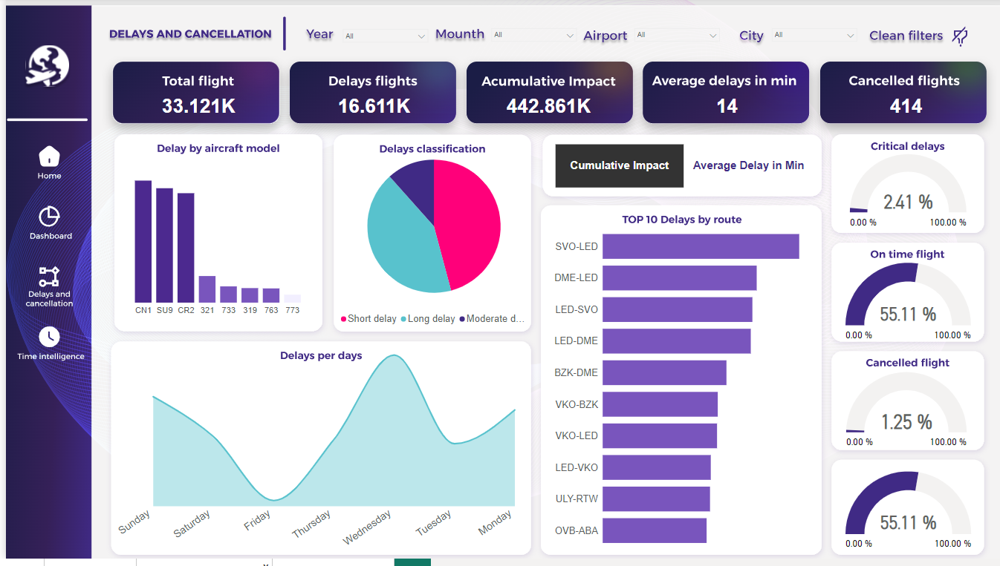 DELAYS AND CANCELLATION
Year
All
Mounth
All
Airport
All
City
All
Clean filters
Total flight
33.121K
Delays flights
16.611K
Acumulative Impact
442.861K
Average delays in min
14
Cancelled flights
414
Home
Dashboard
Delays and
cancellation
Time intelligence
Delay by aircraft model
CN1 SU9 CR2 321 733 319 763 773
Delays classification
Short delay Long delay Moderate d...
Cumulative Impact
Average Delay in Min
TOP 10 Delays by route
SVO-LED
DME-LED
LED-SVO
LED-DME
BZK-DME
VKO-BZK
VKO-LED
LED-VKO
ULY-RTW
OVB-ABA
Delays per days
Sunday
Saturday
Friday
Thursday
Wednesday
Tuesday
Monday
Critical delays
2.41 %
0.00 % 100.00 %
On time flight
55.11 %
0.00 % 100.00 %
Cancelled flight
1.25 %
0.00 % 100.00 %
55.11 %
0.00 % 100.00 %